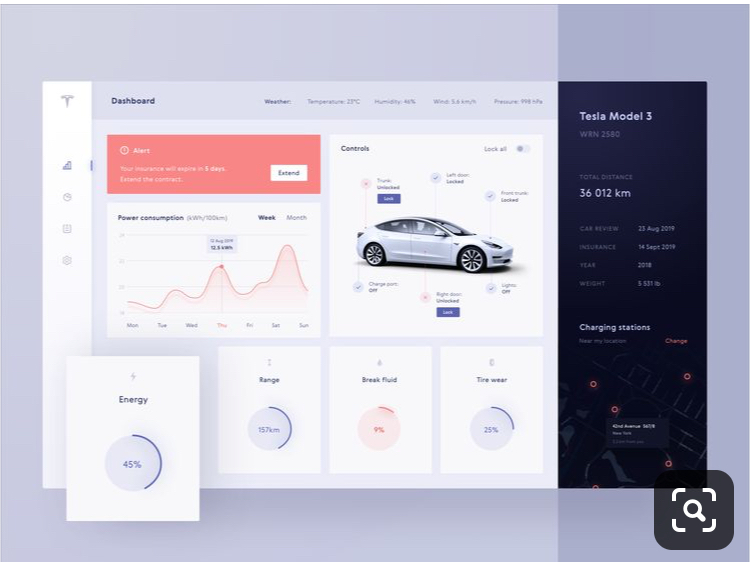 Dashboard
Weather:
Temperature: 23°C
Humidity: 46%
Wind: 5.6 km/h
Pressure: 998 hPa
Alert
Your insurance will expire in 5 days.
Extend the contract.
Extend
Power consumption (kWh/100km)
Week
Month
12 Aug 2019
12.5 kWh
Mon
Tue
Wed
Thu
Fri
Sat
Sun
Controls
Lock all
Trunk:
Unlocked
Lock
Left door:
Locked
Front trunk:
Locked
Charge port:
Off
Right door:
Unlocked
Lock
Lights:
Off
Energy
45%
Range
157km
Break fluid
9%
Tire wear
25%
Tesla Model 3
WRN 2580
TOTAL DISTANCE
36 012 km
CAR REVIEW
23 Aug 2019
INSURANCE
14 Sept 2019
YEAR
2018
WEIGHT
5 531 lb
Charging stations
Near my location
Change
42nd Avenue 567/8
New York